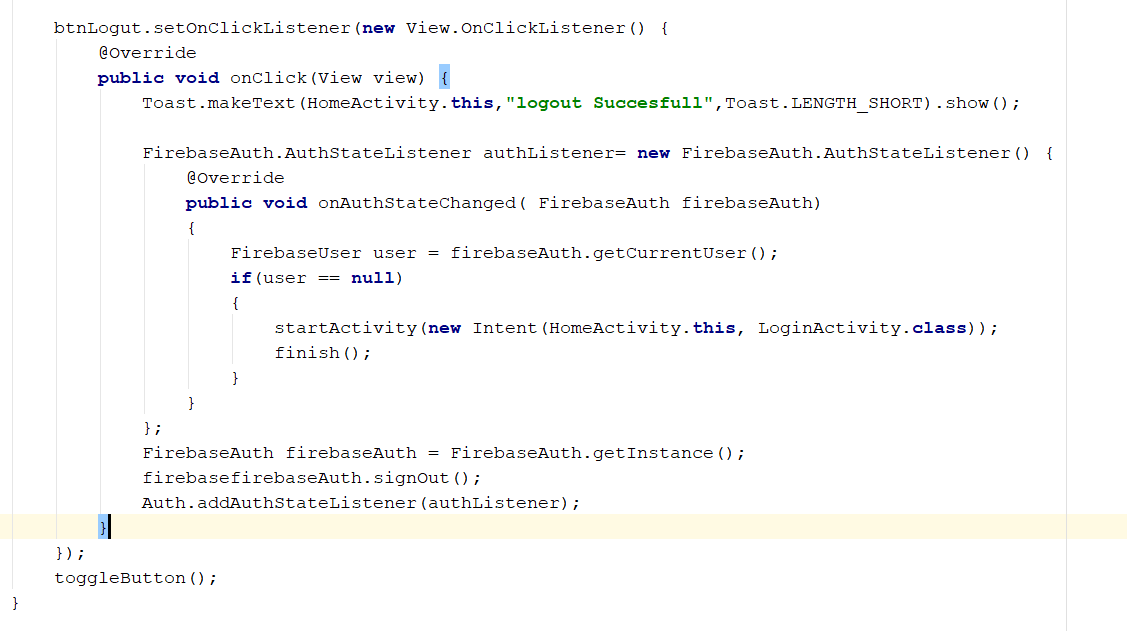 btnLogut.setOnClickListener(new View.OnClickListener() {
@Override
public void onClick(View view) {
Toast.makeText(HomeActivity.this,"logout Succesfull",Toast.LENGTH_SHORT).show();
FirebaseAuth.AuthStateListener authListener= new FirebaseAuth.AuthStateListener() {
@Override
public void onAuthStateChanged( FirebaseAuth firebaseAuth)
{
FirebaseUser user = firebaseAuth.getCurrentUser();
if(user == null)
{
startActivity(new Intent(HomeActivity.this, LoginActivity.class));
finish();
}
}
};
FirebaseAuth firebaseAuth = FirebaseAuth.getInstance();
firebasefirebaseAuth.signOut();
Auth.addAuthStateListener(authListener);
}
});
toggleButton();
}